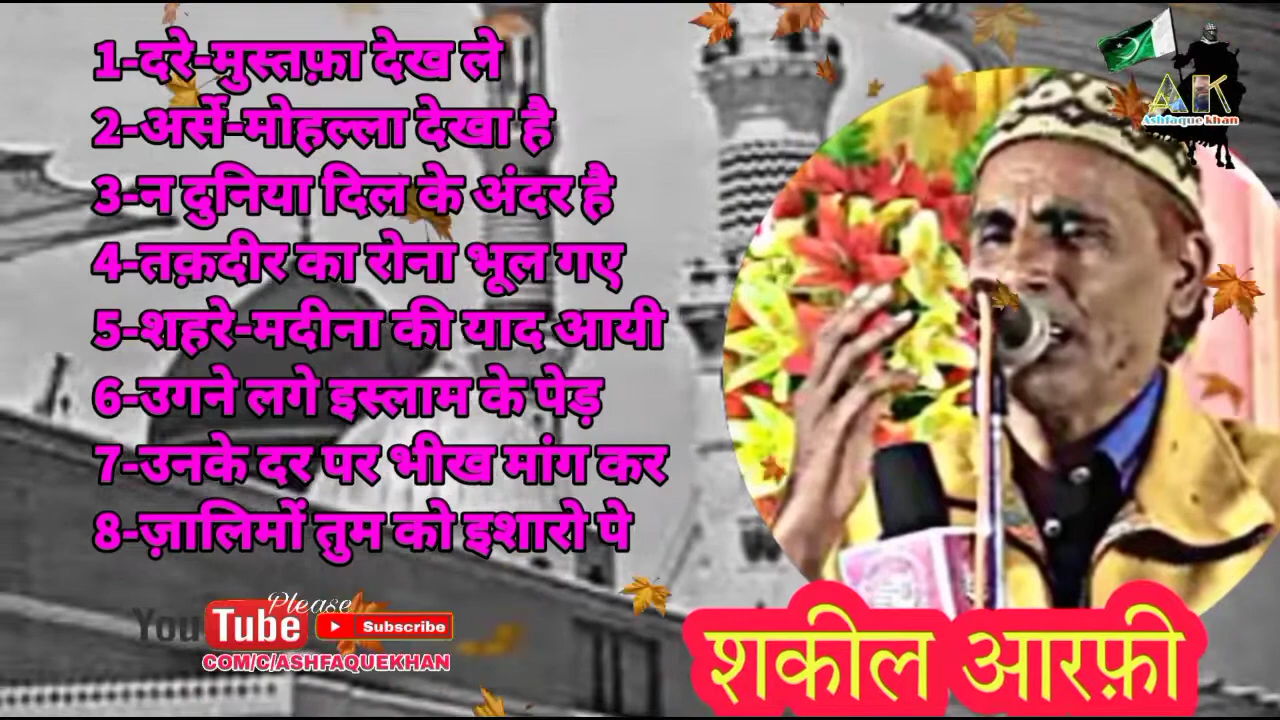 1-दरे-मुस्तफ़ा देख ले
2-अर्से-मोहल्ला देखा है
3-न दुनिया दिल के अंदर है
4-तक़दीर का रोना भूल गए
5-शहरे-मदीना की याद आयी
6-उगने लगे इस्लाम के पेड़
7-उनके दर पर भीख मांग कर
8-ज़ालिमों तुम को इशारो पे
AK
Ashfaque khan
Please
YouTube Subscribe
COM/C/ASHFAQUEKHAN
शकील आरफ़ी